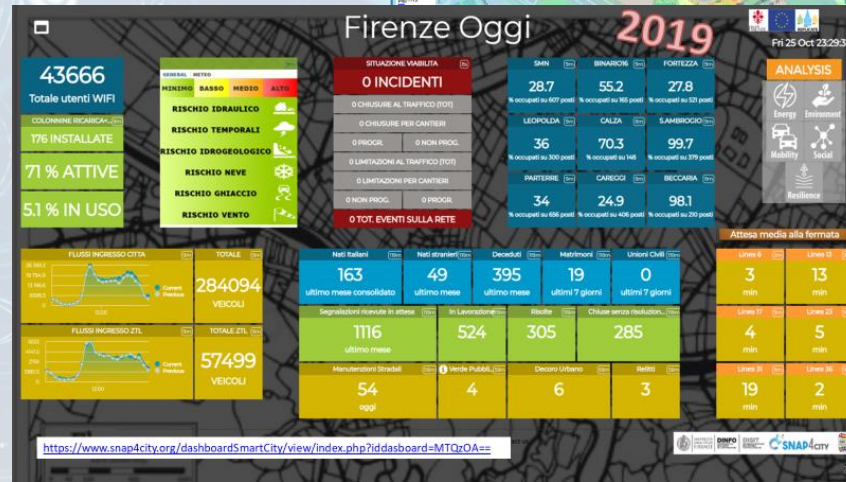 Firenze Oggi
2019
Fri 25 Oct 23:29:3
43666
Totale utenti WIFI
COLONNINE RICARICA
176 INSTALLATE
71 % ATTIVE
5.1 % IN USO
GENERAL METEO
MINIMO BASSO MEDIO ALTO
RISCHIO IDRAULICO
RISCHIO TEMPORALI
RISCHIO IDROGEOLOGICO
RISCHIO NEVE
RISCHIO GHIACCIO
RISCHIO VENTO
SITUAZIONE VIABILITA
0 INCIDENTI
0 CHIUSURE AL TRAFFICO (TOT)
0 CHIUSURE PER CANTIERI
0 PROGR. 0 NON PROG.
0 LIMITAZIONI AL TRAFFICO (TOT)
0 LIMITAZIONI PER CANTIERI
0 NON PROG. 0 PROGR.
0 TOT. EVENTI SULLA RETE
SMN BINARIO16 FORTEZZA
28.7 55.2 27.8
% occupati su 607 posti % occupati su 165 posti % occupati su 521 posti
LEOPOLDA CALZA S.AMBROGIO
36 70.3 99.7
% occupati su 300 posti % occupati su 148 % occupati su 379 posti
PARTERRE CAREGGI BECCARIA
34 24.9 98.1
% occupati su 656 posti % occupati su 406 posti % occupati su 210 posti
ANALYSIS
Energy Environment
Mobility Social
Resilience
FLUSSI INGRESSO CITTA
Current
Previous
12:00
TOTALE
284094
VEICOLI
FLUSSI INGRESSO ZTL
Current
Previous
12:00
TOTALE ZTL
57499
VEICOLI
Nati Italiani Nati stranieri Deceduti Matrimoni Unioni Civili
163 49 395 19 0
ultimo mese consolidato ultimo mese ultimo mese ultimi 7 giorni ultimi 7 giorni
Segnalazioni ricevute in attesa In Lavorazione Risolte Chiuse senza risoluzion...
1116 524 305 285
ultimo mese
Manutenzioni Stradali Verde Pubbli... Decoro Urbano Relitti
54 4 6 3
oggi
Attesa media alla fermata
Linea 6 Linea 13
3 13
min min
Linea 17 Linea 23
4 5
min min
Linea 31 Linea 36
19 2
min min
https://www.snap4city.org/dashboardSmartCity/view/index.php?iddasboard=MTQzOA==
DINFO DISIT SNAP4CITY